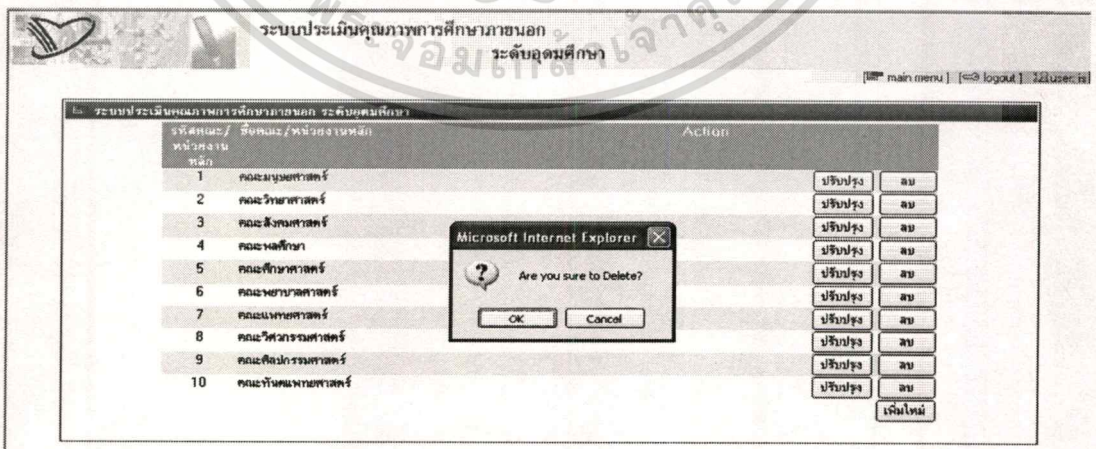 ระบบประเมินคุณภาพการศึกษาภายนอก
ระดับอุดมศึกษา
พระจอมเกล้าเจ้าคุณ
[main menu] [logout] user:
ระบบประเมินคุณภาพการศึกษาภายนอก ระดับอุดมศึกษา
รหัสคณะ/ ชื่อคณะ/หน่วยงานหลัก Action
หน่วยงาน
หลัก
1 คณะมนุษยศาสตร์ ปรับปรุง ลบ
2 คณะวิทยาศาสตร์ ปรับปรุง ลบ
3 คณะสังคมศาสตร์ ปรับปรุง ลบ
4 คณะพลศึกษา ปรับปรุง ลบ
5 คณะศึกษาศาสตร์ ปรับปรุง ลบ
6 คณะพยาบาลศาสตร์ ปรับปรุง ลบ
7 คณะแพทยศาสตร์ ปรับปรุง ลบ
8 คณะวิศวกรรมศาสตร์ ปรับปรุง ลบ
9 คณะศิลปกรรมศาสตร์ ปรับปรุง ลบ
10 คณะทันตแพทยศาสตร์ ปรับปรุง ลบ
เพิ่มใหม่
Microsoft Internet Explorer
Are you sure to Delete?
OK Cancel